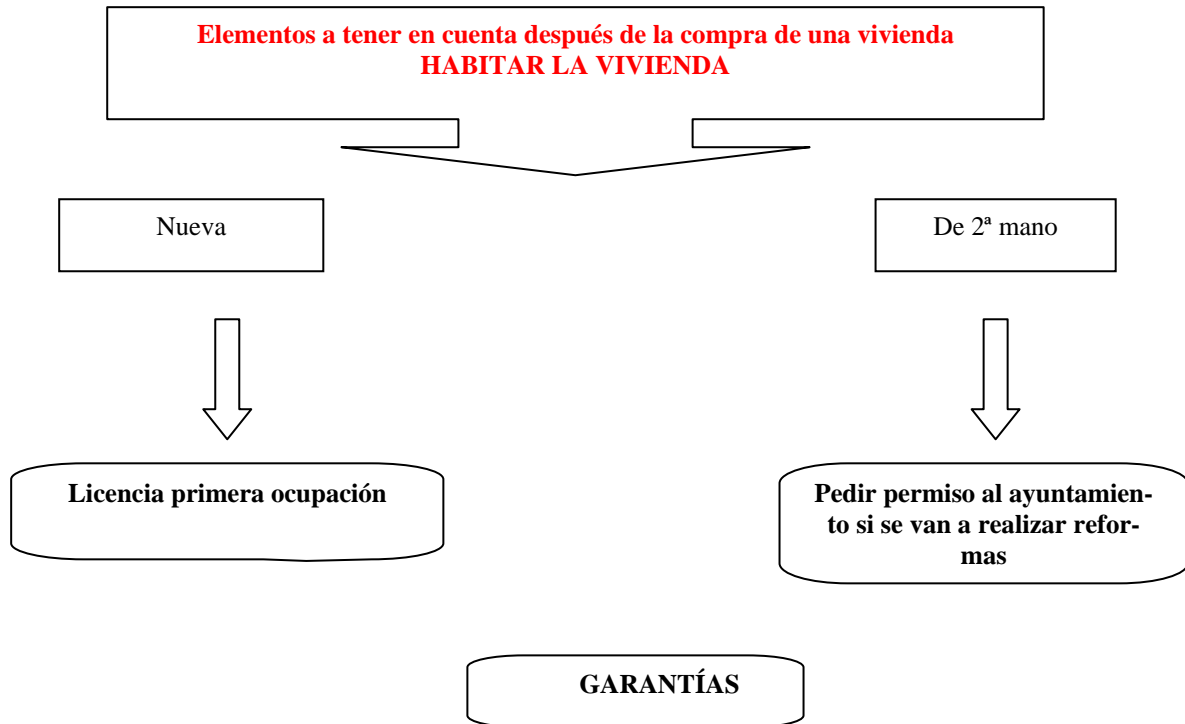 Elementos a tener en cuenta después de la compra de una vivienda
HABITAR LA VIVIENDA
Nueva
De 2ª mano
Licencia primera ocupación
Pedir permiso al ayuntamien-
to si se van a realizar refor-
mas
GARANTÍAS